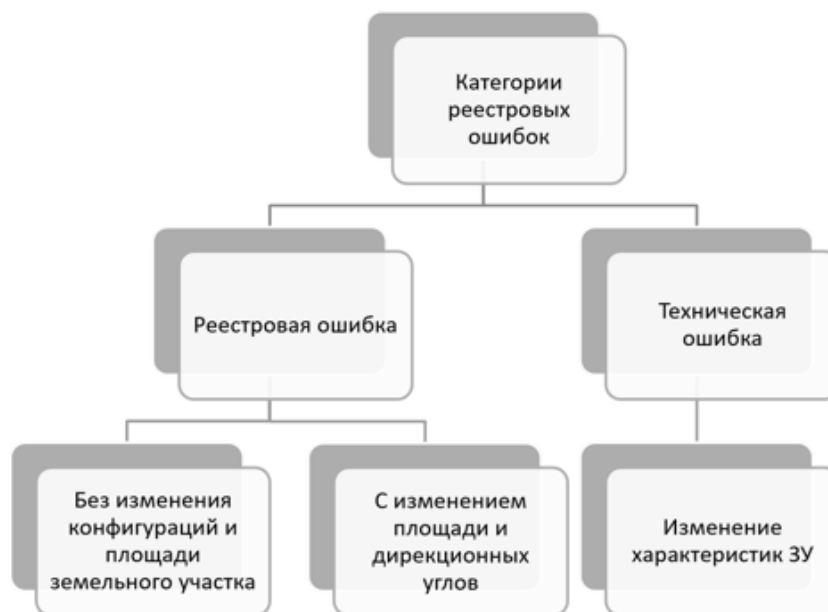 Категории
реестровых
ошибок
Реестровая ошибка
Техническая
ошибка
Без изменения
конфигураций и
площади
земельного участка
С изменением
площади и
дирекционных
углов
Изменение
характеристик ЗУ